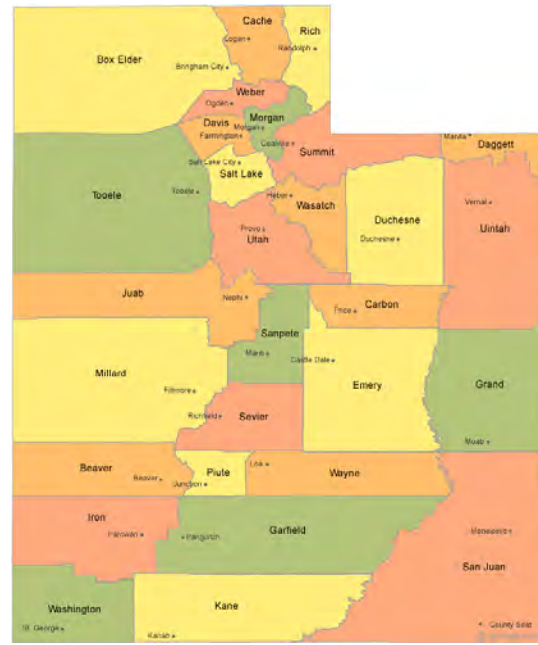 Cache
Rich
Logan
Randolph
Box Elder
Bringham City
Weber
Ogden
Morgan
Davis
Morgan
Farmington
Coalville
Summit
Manila
Daggett
Salt Lake City
Salt Lake
Tooele
Tooele
Heber
Wasatch
Duchesne
Vernal
Uintah
Provo
Utah
Duchesne
Juab
Nephi
Carbon
Price
Sanpete
Manti
Castle Dale
Millard
Emery
Grand
Fillmore
Richfield
Sevier
Moab
Beaver
Beaver
Piute
Loa
Wayne
Junction
Iron
Parowan
Panguitch
Garfield
San Juan
Washington
Kane
St. George
Kanab
County Seat